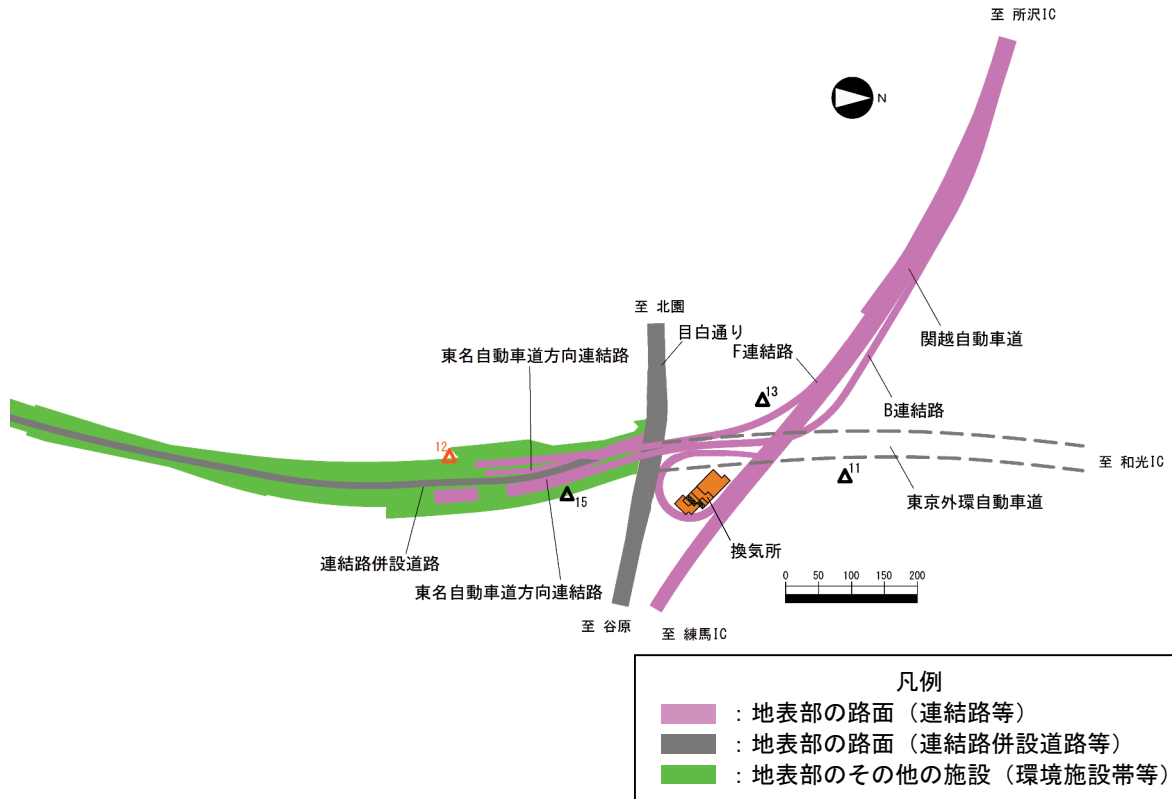 至 所沢IC
N
至 北園
目白通り
関越自動車道
東名自動車道方向連結路
F連結路
13
B連結路
12
至 和光IC
11
15
東京外環自動車道
換気所
連結路併設道路
0 50 100 150 200
東名自動車道方向連結路
至 谷原
至 練馬IC
凡例
：地表部の路面（連結路等）
：地表部の路面（連結路併設道路等）
：地表部のその他の施設（環境施設帯等）